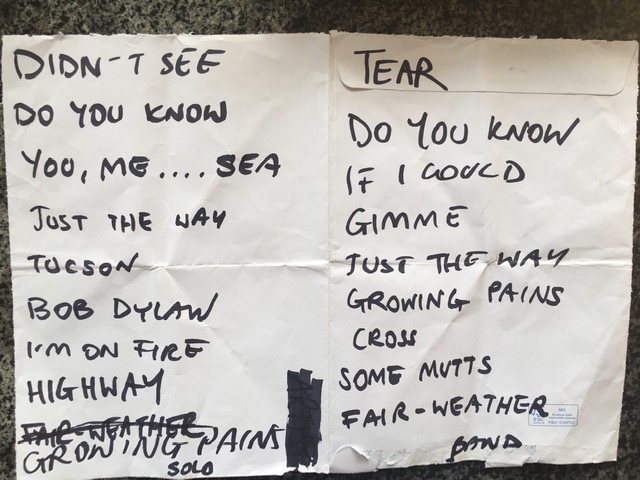 DIDN'T SEE
DO YOU KNOW
YOU, ME .... SEA
JUST THE WAY
TUCSON
BOB DYLAN
I'M ON FIRE
HIGHWAY
FAIR-WEATHER
GROWING PAINS
SOLO
TEAR
DO YOU KNOW
IF I COULD
GIMME
JUST THE WAY
GROWING PAINS
CROSS
SOME MUTTS
FAIR-WEATHER
BAND